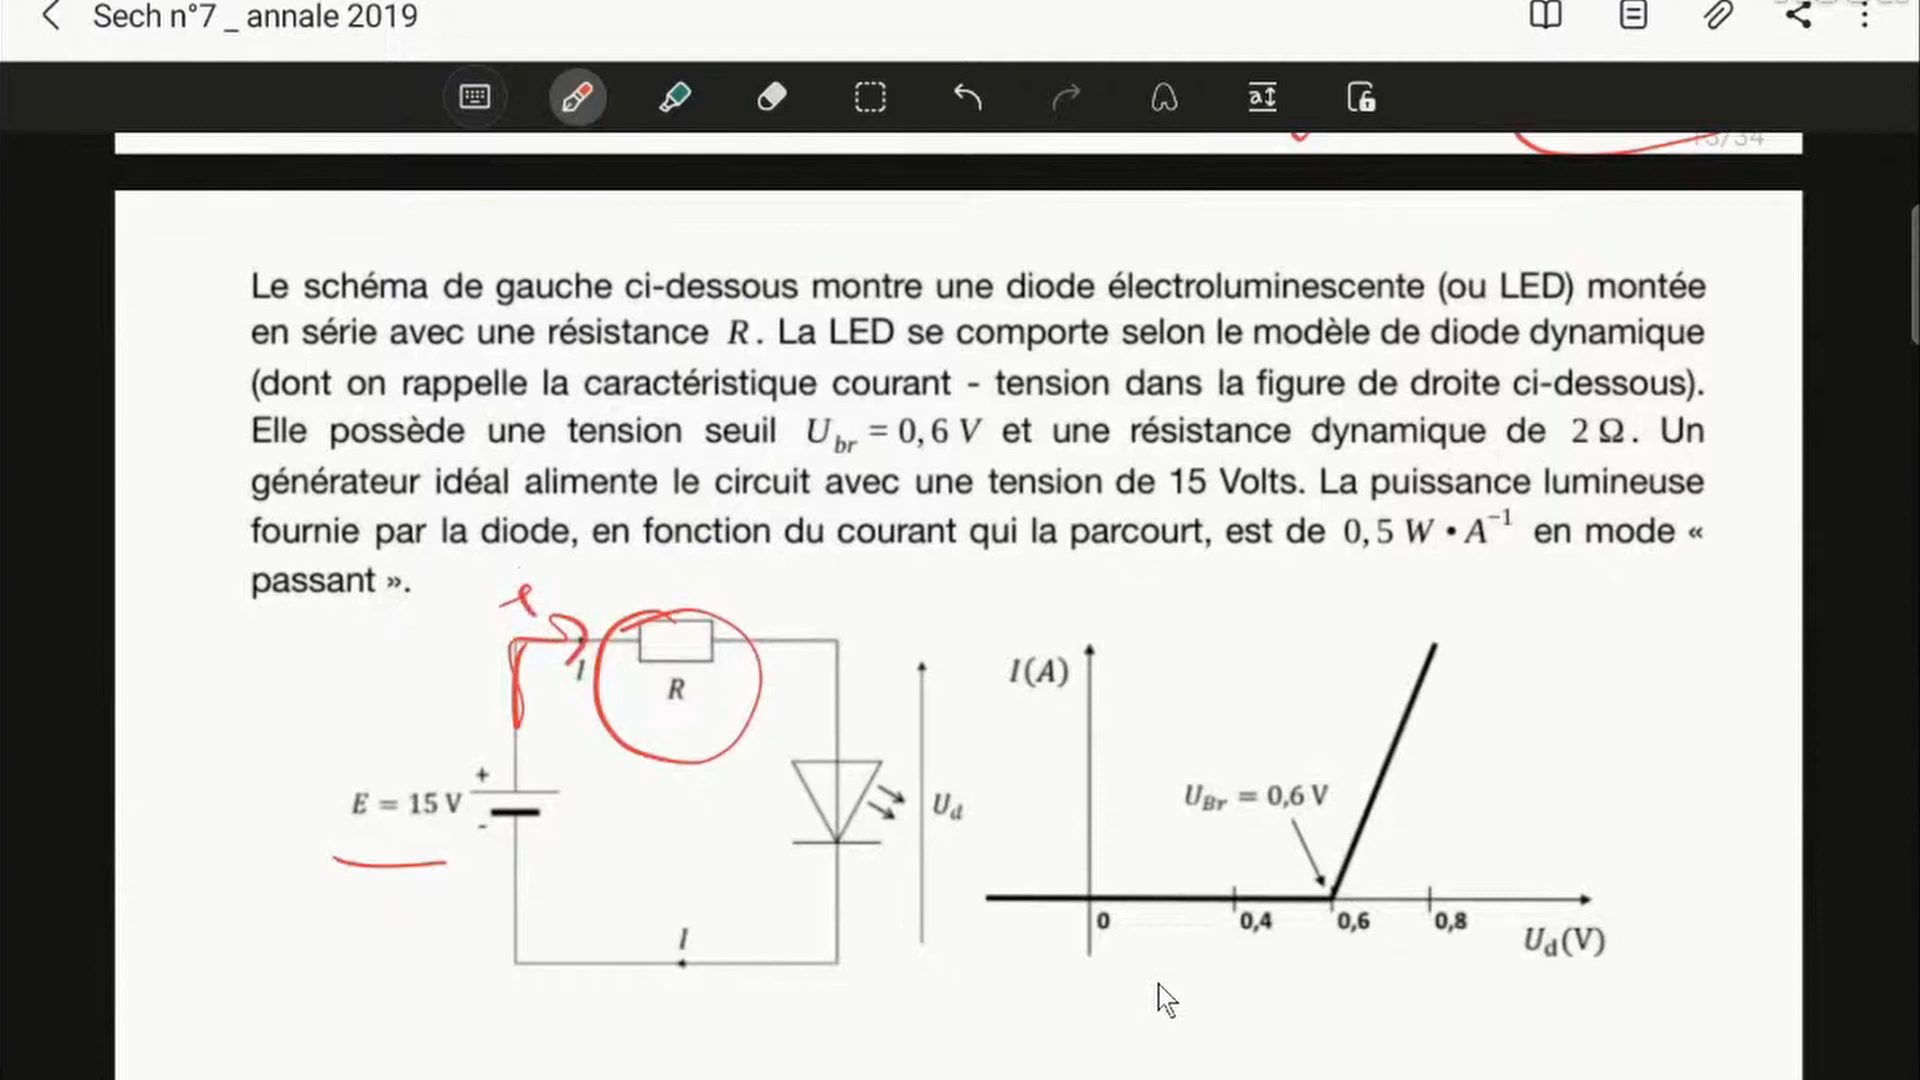 Sech n°7 _ annale 2019
Le schéma de gauche ci-dessous montre une diode électroluminescente (ou LED) montée
en série avec une résistance R. La LED se comporte selon le modèle de diode dynamique
(dont on rappelle la caractéristique courant - tension dans la figure de droite ci-dessous).
Elle possède une tension seuil U br = 0,6 V et une résistance dynamique de 2 Ω. Un
générateur idéal alimente le circuit avec une tension de 15 Volts. La puissance lumineuse
fournie par la diode, en fonction du courant qui la parcourt, est de 0,5 W • A⁻¹ en mode «
passant ».
I
R
I(A)
+
E = 15 V
-
U_d
U_Br = 0,6 V
0
0,4
0,6
0,8
U_d(V)
I